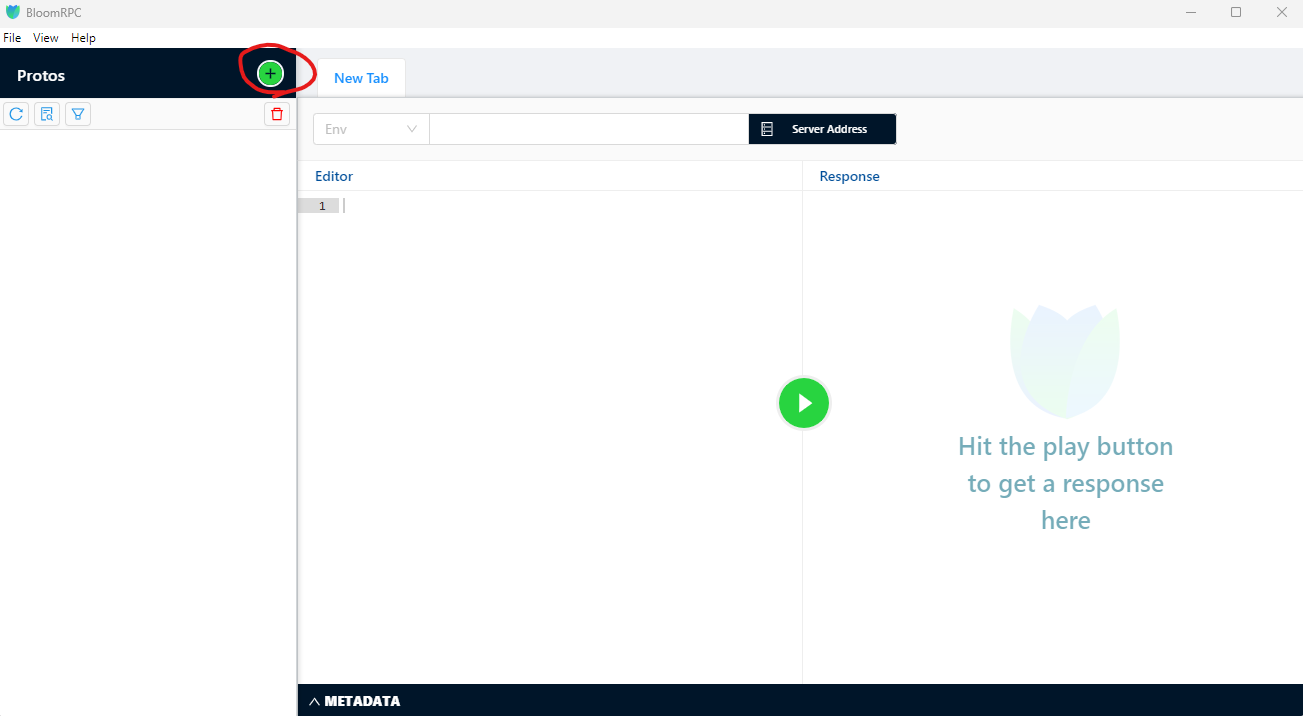 BloomRPC
File View Help
Protos
New Tab
Env
Server Address
Editor
Response
1
Hit the play button
to get a response
here
METADATA